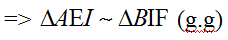 => ΔAEI ~ ΔBIF (g.g)